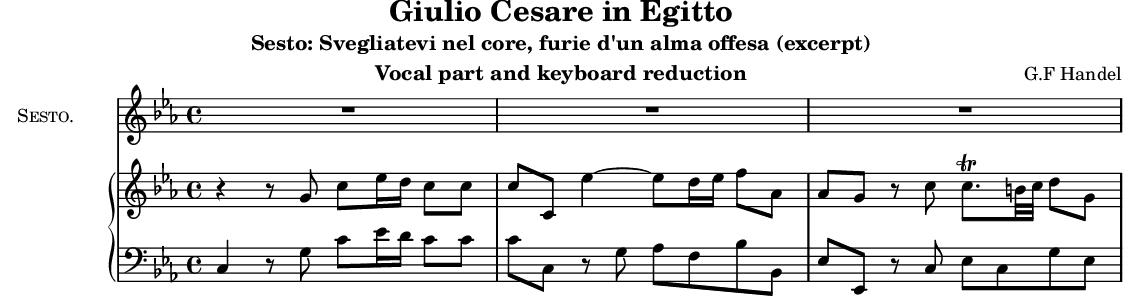 Giulio Cesare in Egitto
Sesto: Svegliatevi nel core, furie d'un alma offesa (excerpt)
Vocal part and keyboard reduction
G.F Handel
Sesto.